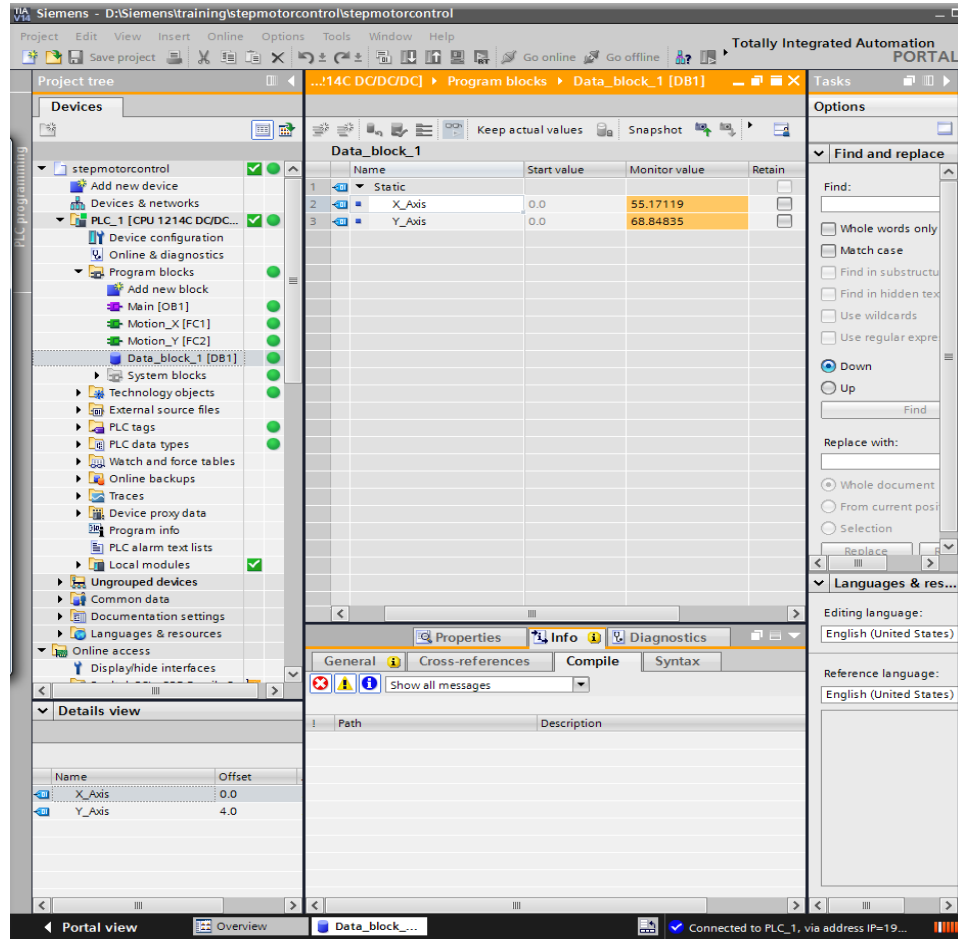 TIA
V14
Siemens - D:\Siemens\training\stepmotorcontrol\stepmotorcontrol
Project Edit View Insert Online Options Tools Window Help
Totally Integrated Automation
PORTAL
Save project
Go online
Go offline
Project tree
Devices
PLC programming
stepmotorcontrol
Add new device
Devices & networks
PLC_1 [CPU 1214C DC/DC...
Device configuration
Online & diagnostics
Program blocks
Add new block
Main [OB1]
Motion_X [FC1]
Motion_Y [FC2]
Data_block_1 [DB1]
System blocks
Technology objects
External source files
PLC tags
PLC data types
Watch and force tables
Online backups
Traces
Device proxy data
Program info
PLC alarm text lists
Local modules
Ungrouped devices
Common data
Documentation settings
Languages & resources
Online access
Display/hide interfaces
Details view
Name Offset
X_Axis 0.0
Y_Axis 4.0
...14C DC/DC/DC] Program blocks Data_block_1 [DB1]
Keep actual values Snapshot
Data_block_1
Name Start value Monitor value Retain
1 Static
2 X_Axis 0.0 55.17119
3 Y_Axis 0.0 68.84835
Properties Info Diagnostics
General Cross-references Compile Syntax
Show all messages
! Path Description
Tasks
Options
Find and replace
Find:
Whole words only
Match case
Find in substructu
Find in hidden tex
Use wildcards
Use regular expre
Down
Up
Find
Replace with:
Whole document
From current posi
Selection
Replace
Languages & res...
Editing language:
English (United States)
Reference language:
English (United States)
Portal view
Overview
Data_block_...
Connected to PLC_1, via address IP=19...